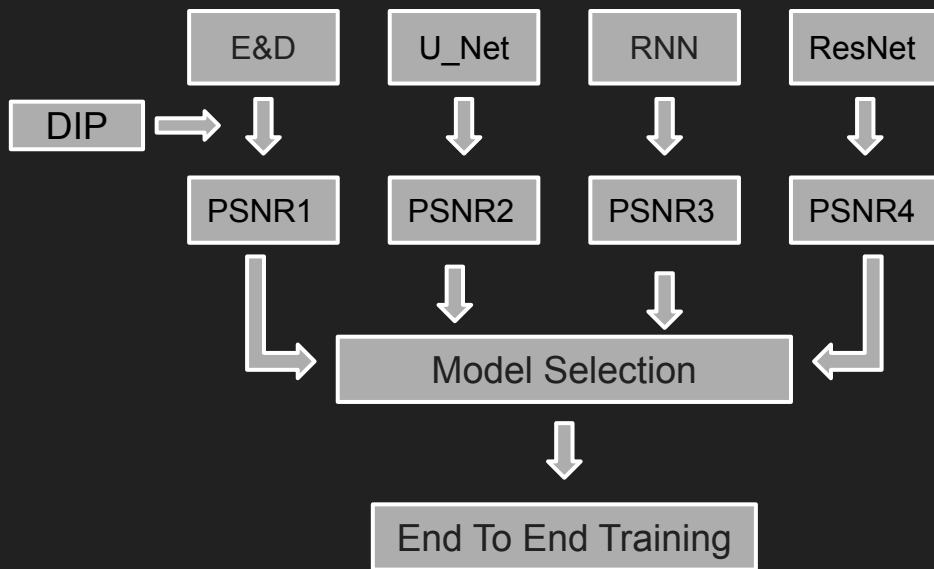 E&D
U_Net
RNN
ResNet
DIP
PSNR1
PSNR2
PSNR3
PSNR4
Model Selection
End To End Training